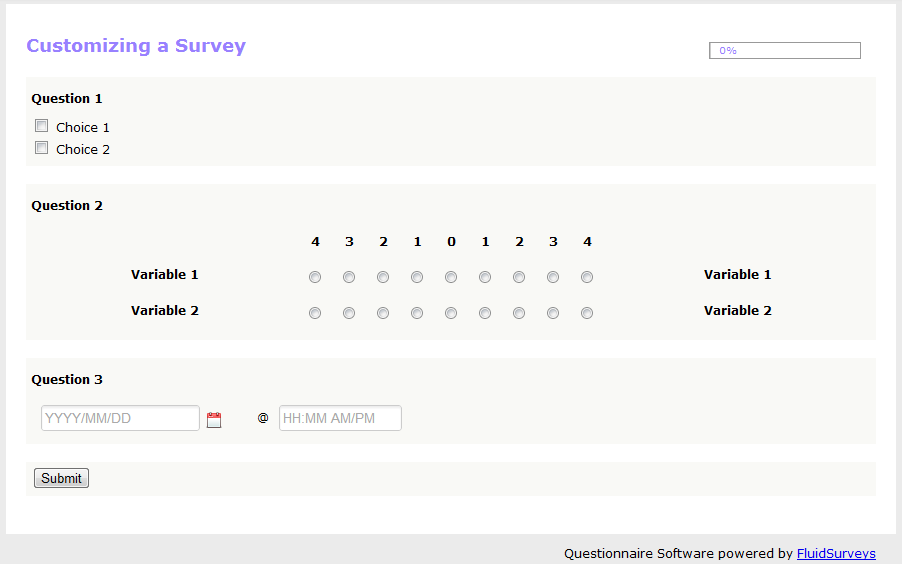 Customizing a Survey
0%
Question 1
Choice 1
Choice 2
Question 2
4 3 2 1 0 1 2 3 4
Variable 1 Variable 1
Variable 2 Variable 2
Question 3
YYYY/MM/DD @ HH:MM AM/PM
Submit
Questionnaire Software powered by FluidSurveys